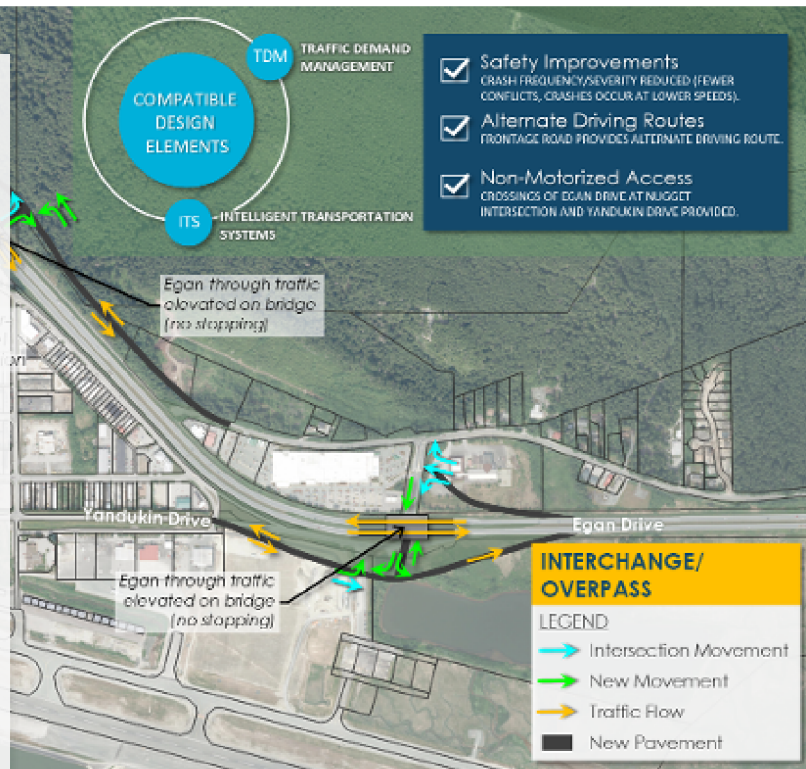 COMPATIBLE
DESIGN
ELEMENTS
TDM
TRAFFIC DEMAND
MANAGEMENT
ITS
INTELLIGENT TRANSPORTATION
SYSTEMS
Safety Improvements
CRASH FREQUENCY/SEVERITY REDUCED (FEWER
CONFLICTS, CRASHES OCCUR AT LOWER SPEEDS).
Alternate Driving Routes
FRONTAGE ROAD PROVIDES ALTERNATE DRIVING ROUTE.
Non-Motorized Access
CROSSINGS OF EGAN DRIVE AT NUGGET
INTERSECTION AND YANDUKIN DRIVE PROVIDED.
Egan through traffic
elevated on bridge
(no stopping)
Yandukin Drive
Egan Drive
Egan through traffic
elevated on bridge
(no stopping)
INTERCHANGE/
OVERPASS
LEGEND
Intersection Movement
New Movement
Traffic Flow
New Pavement